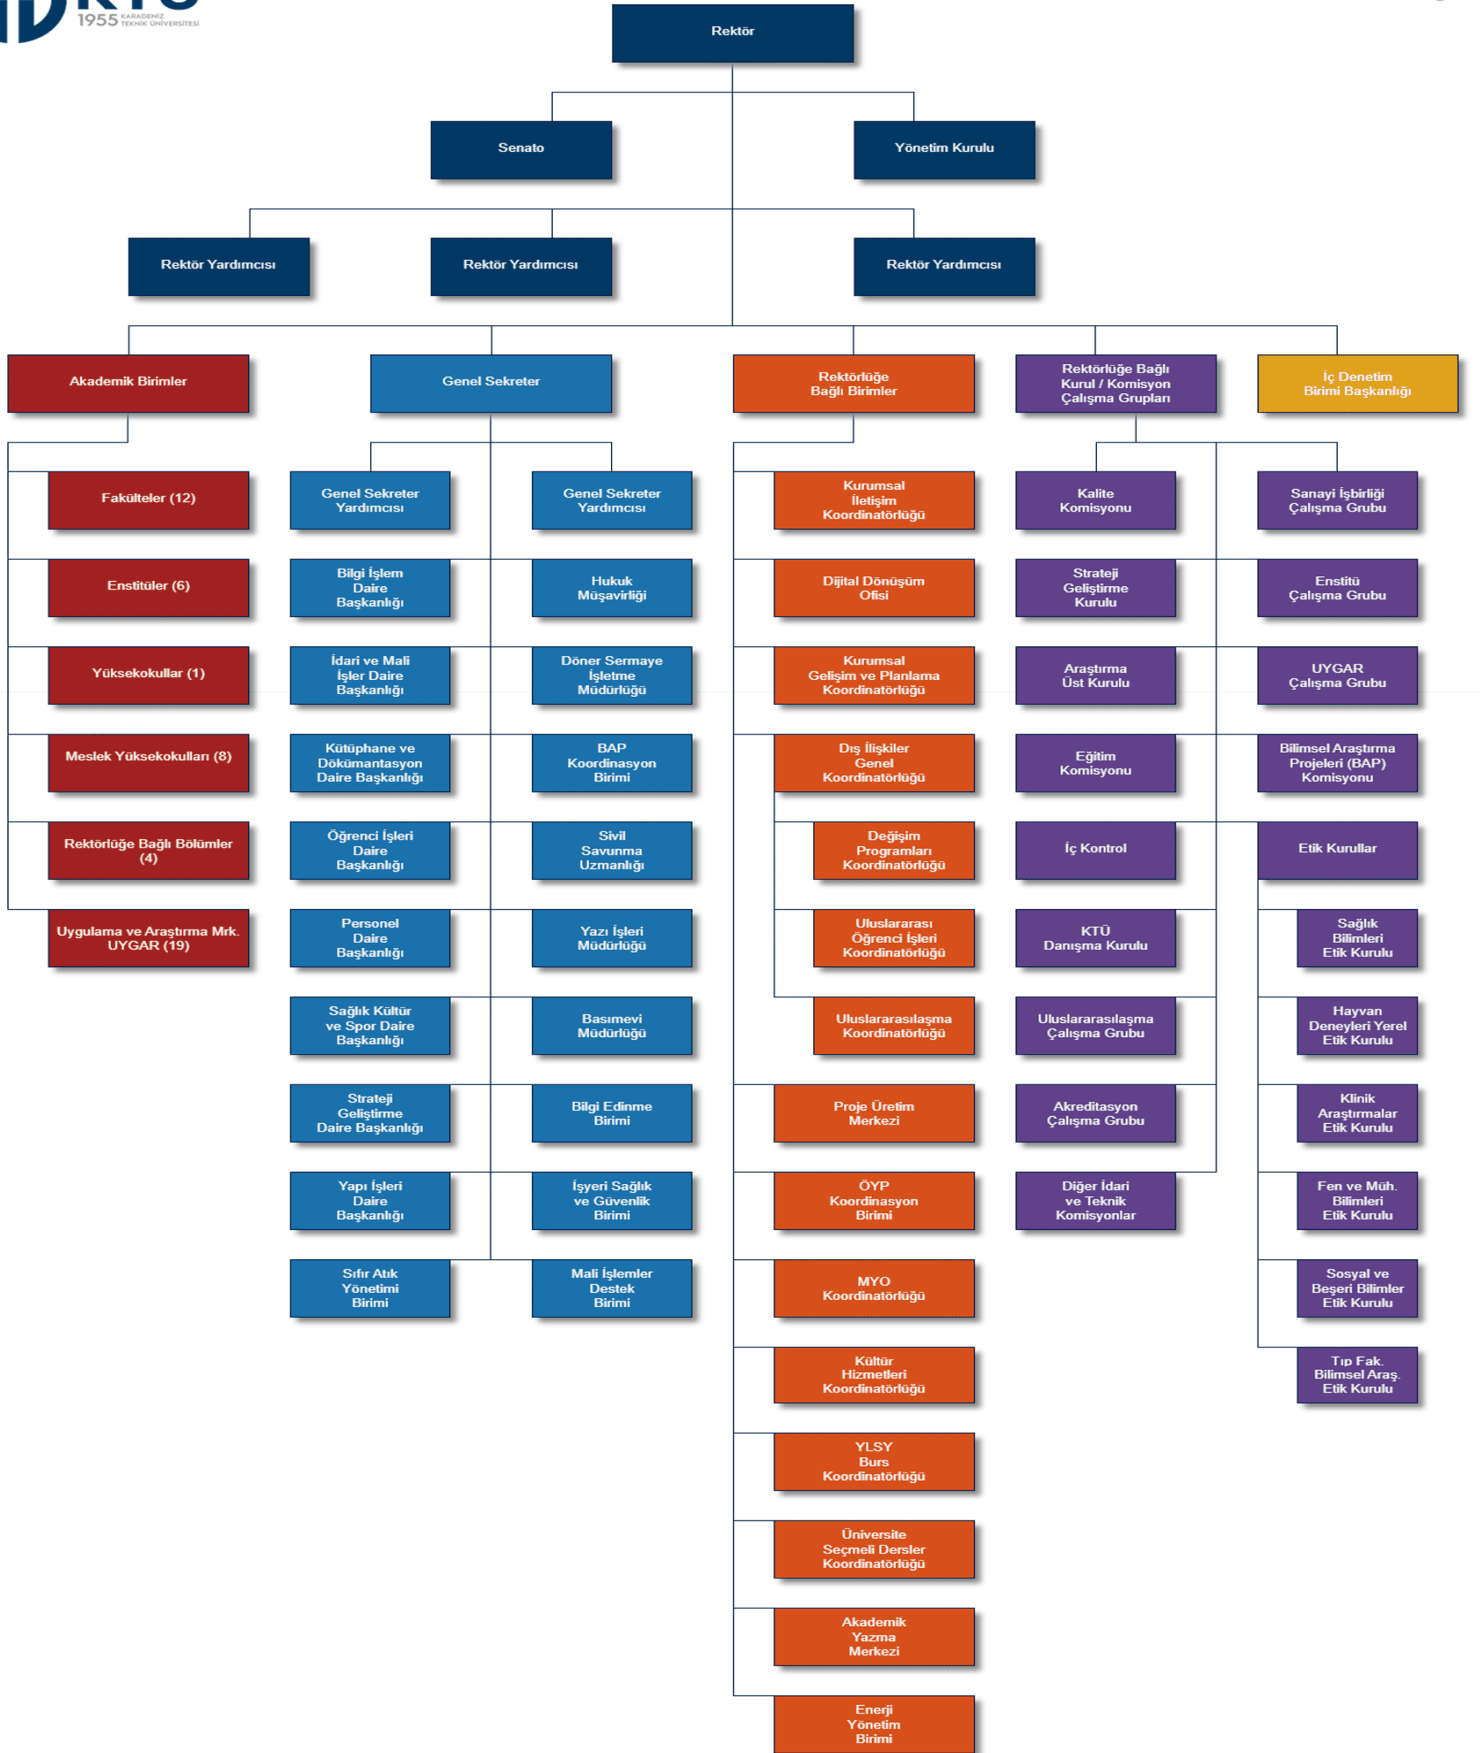 KTÜ
1955 KARADENİZ
TEKNİK ÜNİVERSİTESİ
Rektör
Senato
Yönetim Kurulu
Rektör Yardımcısı
Rektör Yardımcısı
Rektör Yardımcısı
Akademik Birimler
Genel Sekreter
Rektörlüğe
Bağlı Birimler
Rektörlüğe Bağlı
Kurul / Komisyon
Çalışma Grupları
İç Denetim
Birimi Başkanlığı
Fakülteler (12)
Enstitüler (6)
Yüksekokullar (1)
Meslek Yüksekokulları (8)
Rektörlüğe Bağlı Bölümler
(4)
Uygulama ve Araştırma Mrk.
UYGAR (19)
Genel Sekreter
Yardımcısı
Genel Sekreter
Yardımcısı
Bilgi İşlem
Daire
Başkanlığı
Hukuk
Müşavirliği
İdari ve Mali
İşler Daire
Başkanlığı
Döner Sermaye
İşletme
Müdürlüğü
Kütüphane ve
Dökümantasyon
Daire Başkanlığı
BAP
Koordinasyon
Birimi
Öğrenci İşleri
Daire
Başkanlığı
Sivil
Savunma
Uzmanlığı
Personel
Daire
Başkanlığı
Yazı İşleri
Müdürlüğü
Sağlık Kültür
ve Spor Daire
Başkanlığı
Basımevi
Müdürlüğü
Strateji
Geliştirme
Daire Başkanlığı
Bilgi Edinme
Birimi
Yapı İşleri
Daire
Başkanlığı
İşyeri Sağlık
ve Güvenlik
Birimi
Sıfır Atık
Yönetimi
Birimi
Mali İşlemler
Destek
Birimi
Kurumsal
İletişim
Koordinatörlüğü
Dijital Dönüşüm
Ofisi
Kurumsal
Gelişim ve Planlama
Koordinatörlüğü
Dış İlişkiler
Genel
Koordinatörlüğü
Değişim
Programları
Koordinatörlüğü
Uluslararası
Öğrenci İşleri
Koordinatörlüğü
Uluslararasılaşma
Koordinatörlüğü
Proje Üretim
Merkezi
ÖYP
Koordinasyon
Birimi
MYO
Koordinatörlüğü
Kültür
Hizmetleri
Koordinatörlüğü
YLSY
Burs
Koordinatörlüğü
Üniversite
Seçmeli Dersler
Koordinatörlüğü
Akademik
Yazma
Merkezi
Enerji
Yönetim
Birimi
Kalite
Komisyonu
Sanayi İşbirliği
Çalışma Grubu
Strateji
Geliştirme
Kurulu
Enstitü
Çalışma Grubu
Araştırma
Üst Kurulu
UYGAR
Çalışma Grubu
Eğitim
Komisyonu
Bilimsel Araştırma
Projeleri (BAP)
Komisyonu
İç Kontrol
Etik Kurullar
KTÜ
Danışma Kurulu
Sağlık
Bilimleri
Etik Kurulu
Uluslararasılaşma
Çalışma Grubu
Hayvan
Deneyleri Yerel
Etik Kurulu
Akreditasyon
Çalışma Grubu
Klinik
Araştırmalar
Etik Kurulu
Diğer İdari
ve Teknik
Komisyonlar
Fen ve Müh.
Bilimleri
Etik Kurulu
Sosyal ve
Beşeri Bilimler
Etik Kurulu
Tıp Fak.
Bilimsel Araş.
Etik Kurulu